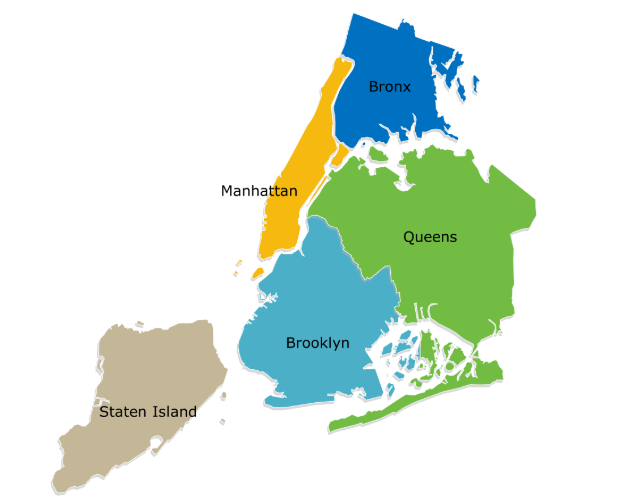 Bronx
Manhattan
Queens
Brooklyn
Staten Island